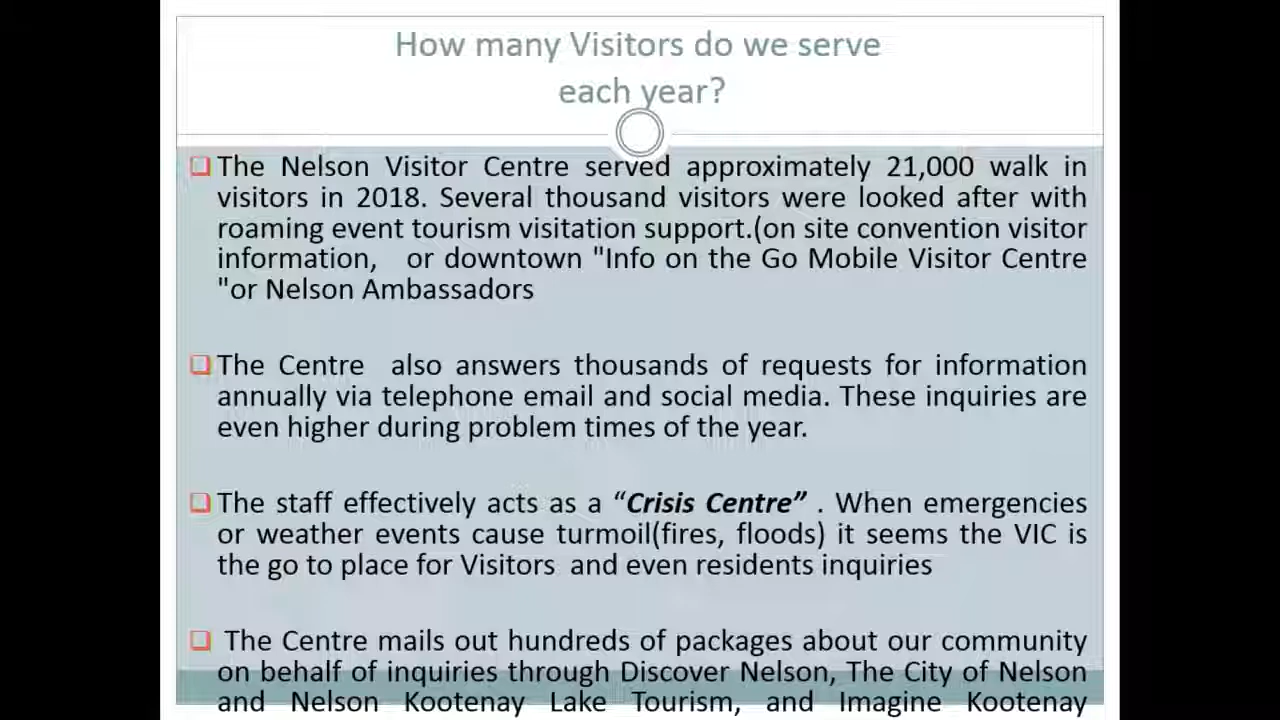 How many Visitors do we serve
each year?
The Nelson Visitor Centre served approximately 21,000 walk in
visitors in 2018. Several thousand visitors were looked after with
roaming event tourism visitation support.(on site convention visitor
information, or downtown "Info on the Go Mobile Visitor Centre
"or Nelson Ambassadors
The Centre also answers thousands of requests for information
annually via telephone email and social media. These inquiries are
even higher during problem times of the year.
The staff effectively acts as a “Crisis Centre” . When emergencies
or weather events cause turmoil(fires, floods) it seems the VIC is
the go to place for Visitors and even residents inquiries
The Centre mails out hundreds of packages about our community
on behalf of inquiries through Discover Nelson, The City of Nelson
and Nelson Kootenay Lake Tourism, and Imagine Kootenay